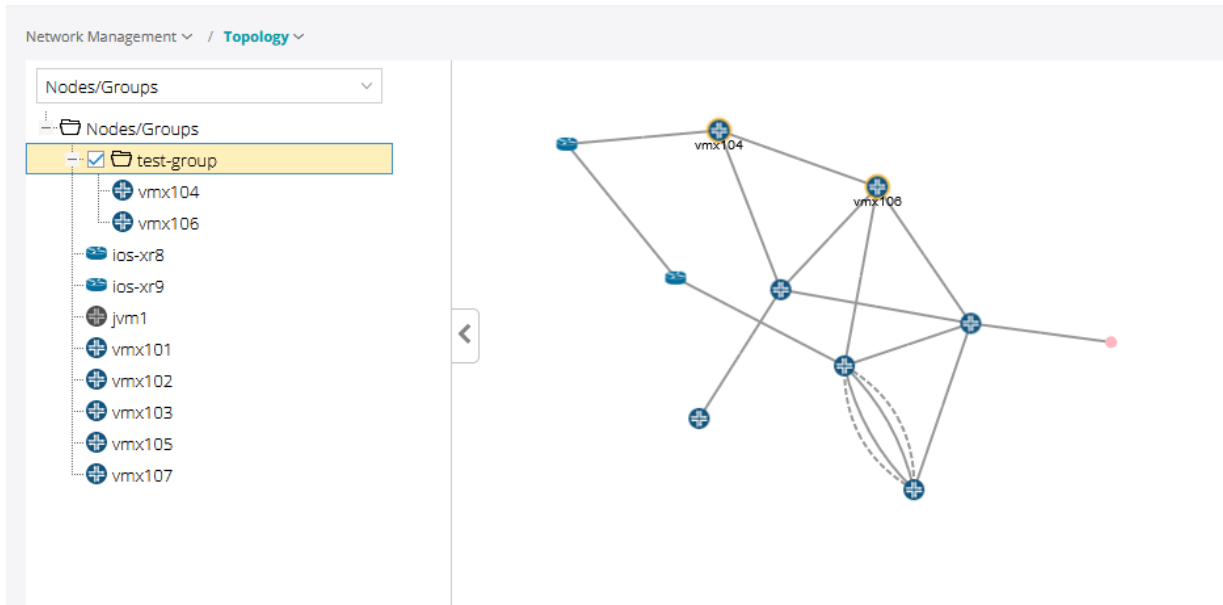 Network Management / Topology
Nodes/Groups
Nodes/Groups
test-group
vmx104
vmx106
ios-xr8
ios-xr9
jvm1
vmx101
vmx102
vmx103
vmx105
vmx107
vmx104
vmx106